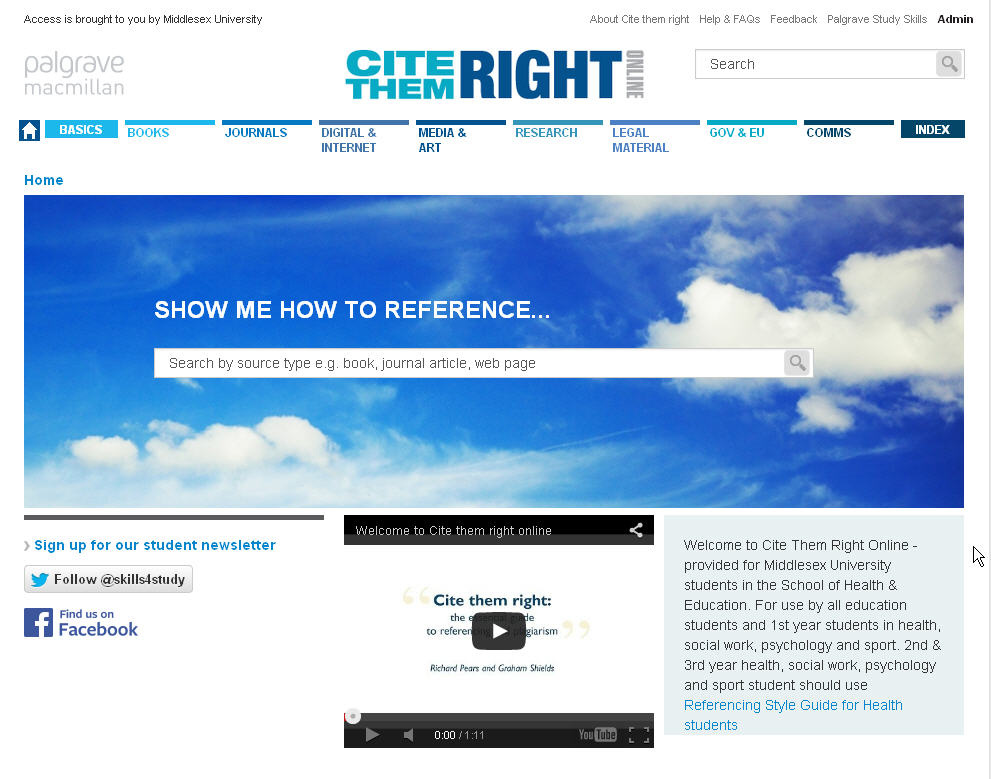 Access is brought to you by Middlesex University
About Cite them right Help & FAQs Feedback Palgrave Study Skills Admin
palgrave
macmillan
CITE
THEM
RIGHT
ONLINE
Search
BASICS
BOOKS
JOURNALS
DIGITAL &
INTERNET
MEDIA &
ART
RESEARCH
LEGAL
MATERIAL
GOV & EU
COMMS
INDEX
Home
SHOW ME HOW TO REFERENCE...
Search by source type e.g. book, journal article, web page
Sign up for our student newsletter
Follow @skills4study
Find us on
Facebook
Welcome to Cite them right online
“ Cite them right:
the essential guide
to referencing plagiarism ”
Richard Pears and Graham Shields
0:00 / 1:11
YouTube
Welcome to Cite Them Right Online -
provided for Middlesex University
students in the School of Health &
Education. For use by all education
students and 1st year students in health,
social work, psychology and sport. 2nd &
3rd year health, social work, psychology
and sport student should use
Referencing Style Guide for Health
students